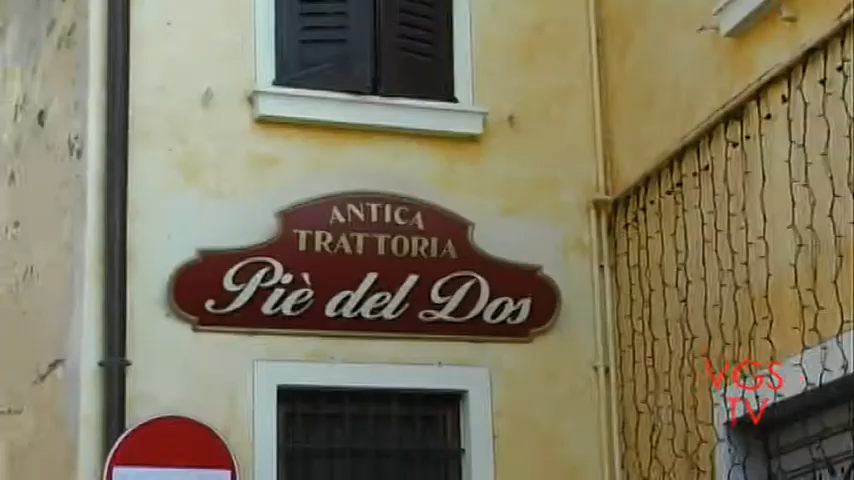 ANTICA
TRATTORIA
Piè del Dos
VGS
TV